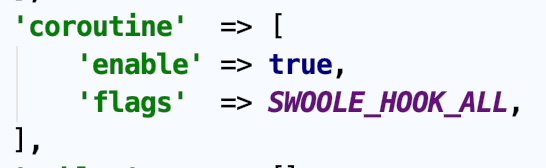 'coroutine' => [
'enable' => true,
'flags' => SWOOLE_HOOK_ALL,
],